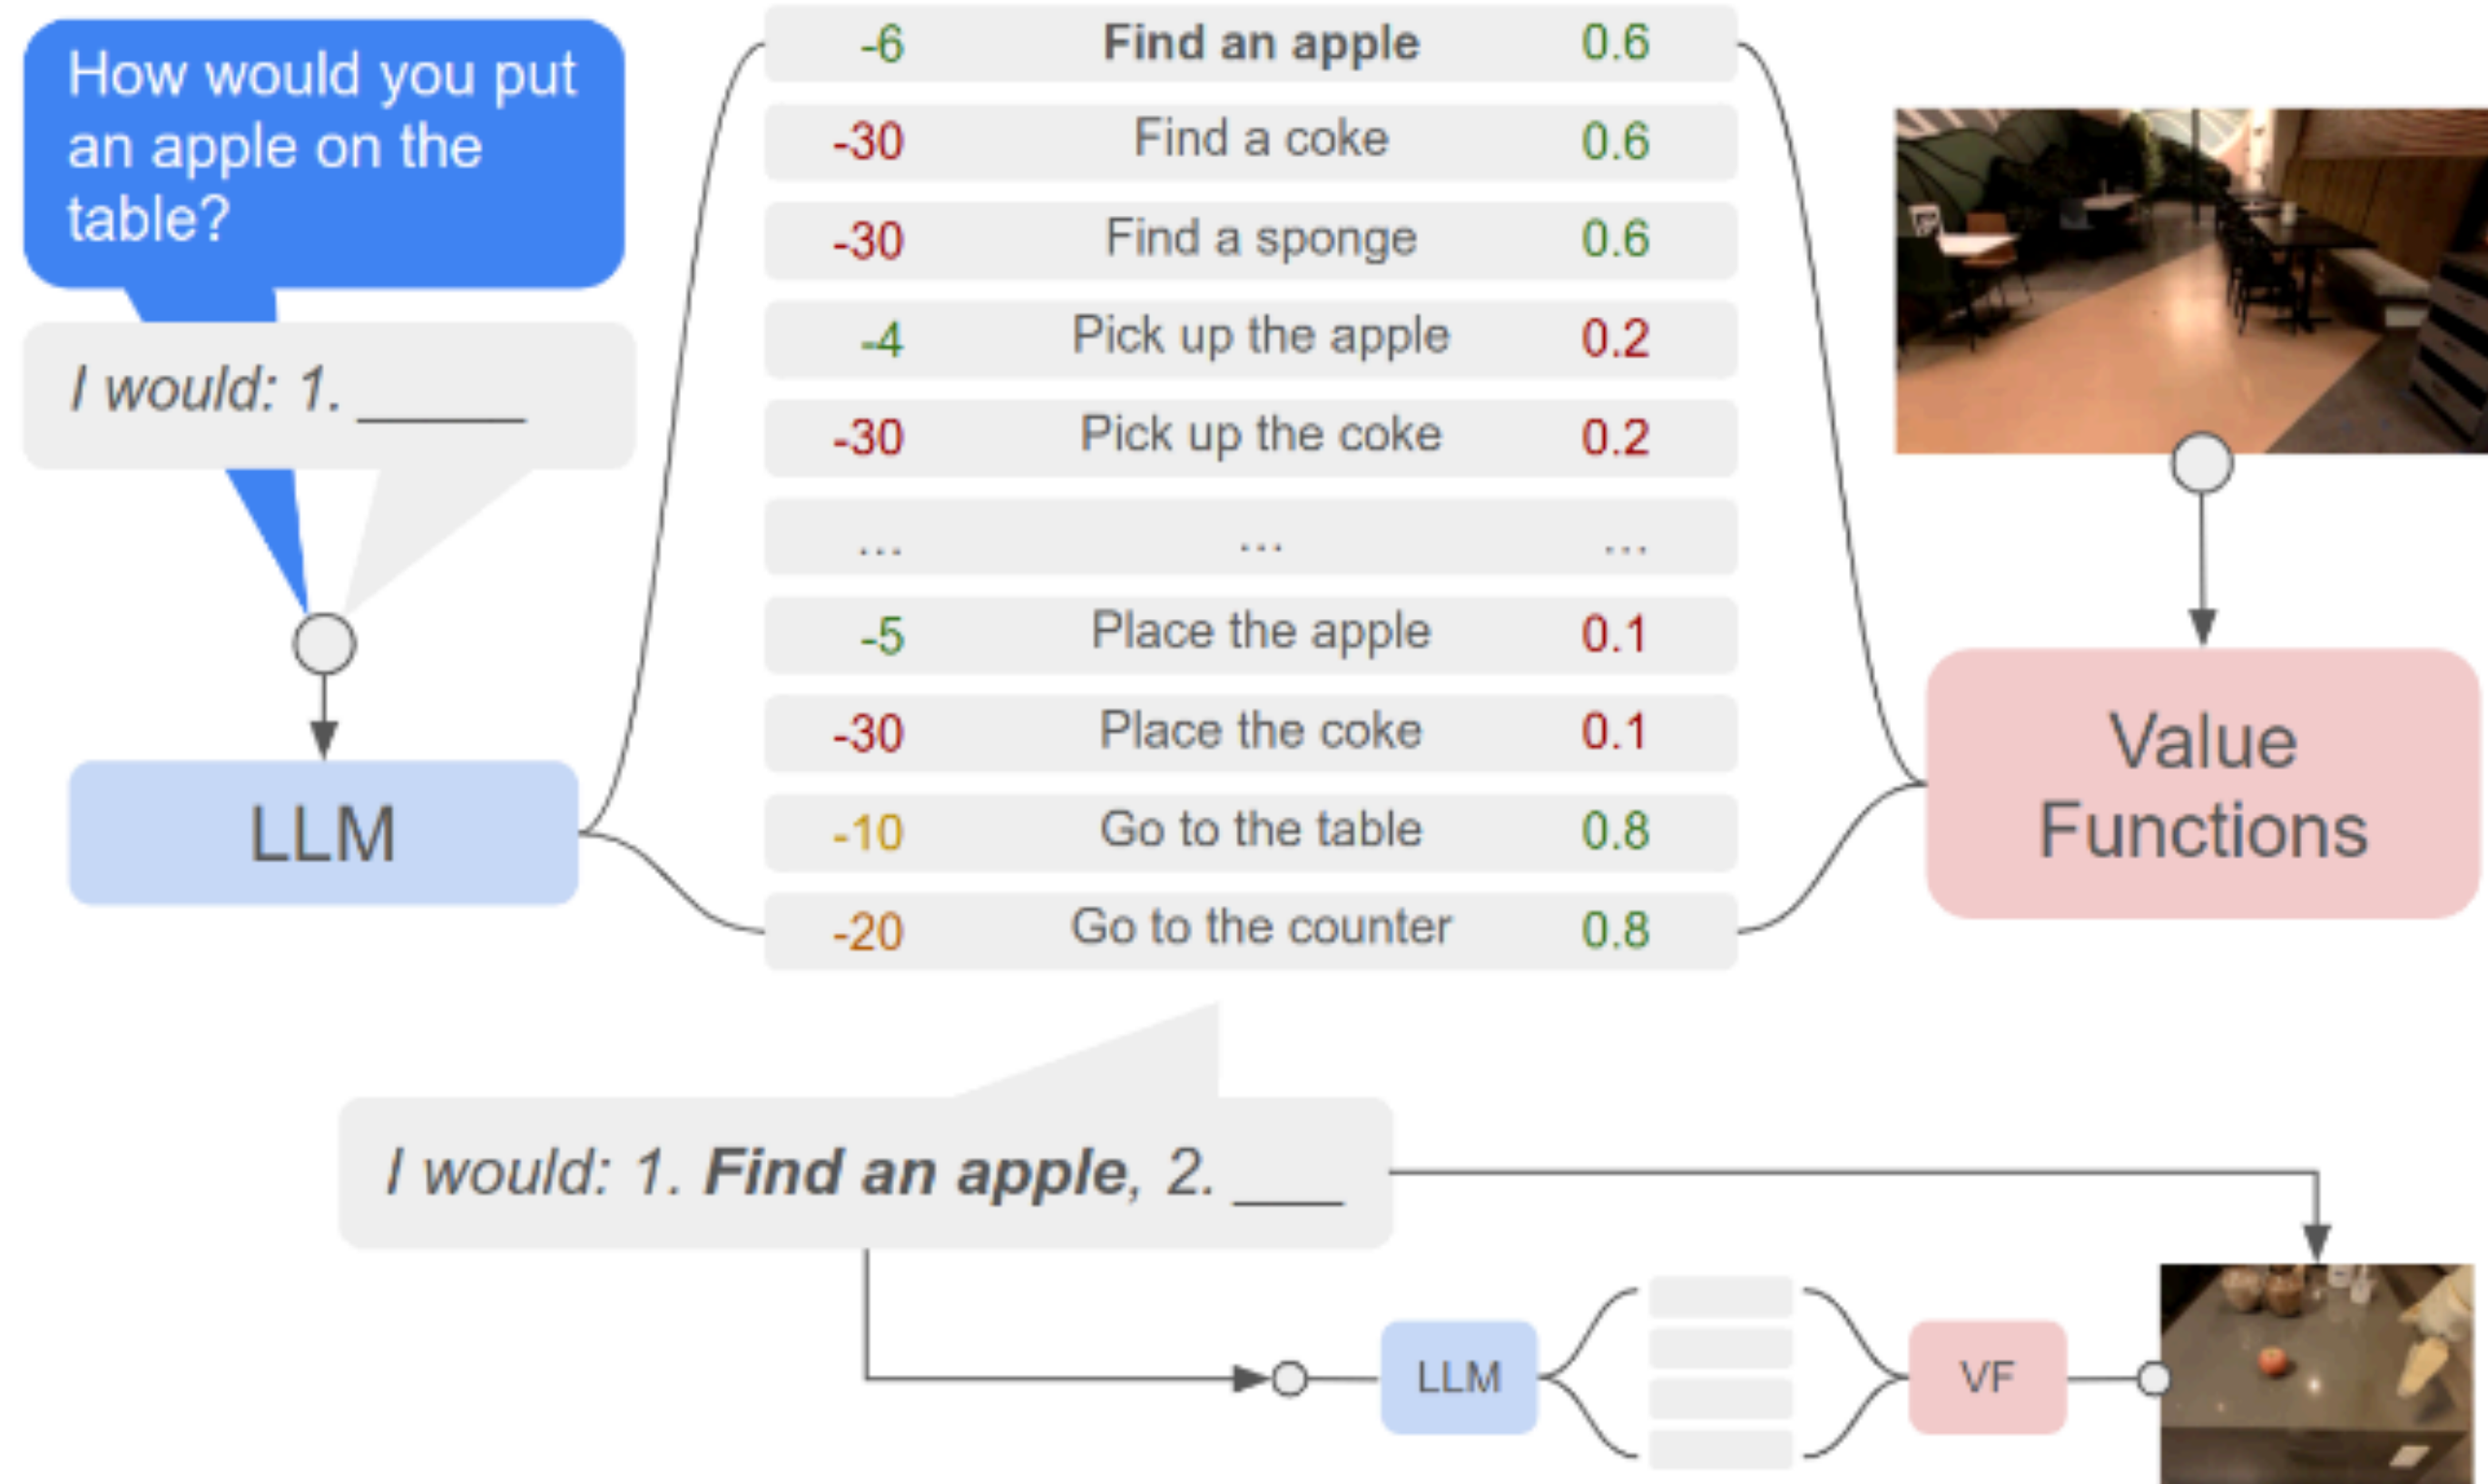 How would you put
an apple on the
table?
I would: 1. _____
LLM
-6 Find an apple 0.6
-30 Find a coke 0.6
-30 Find a sponge 0.6
-4 Pick up the apple 0.2
-30 Pick up the coke 0.2
... ... ...
-5 Place the apple 0.1
-30 Place the coke 0.1
-10 Go to the table 0.8
-20 Go to the counter 0.8
Value
Functions
I would: 1. Find an apple, 2. ___
LLM
VF